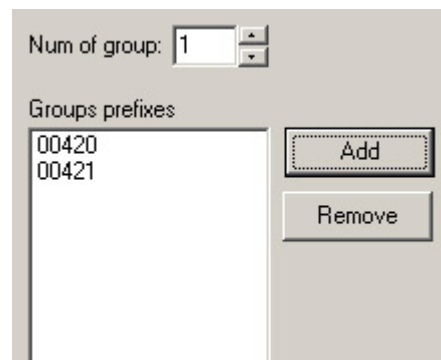 Num of group: 1
Groups prefixes
00420
00421
Add
Remove